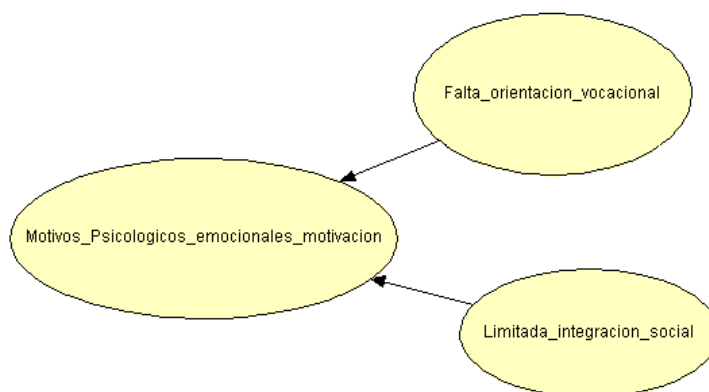 Falta_orientacion_vocacional
Motivos_Psicologicos_emocionales_motivacion
Limitada_integracion_social